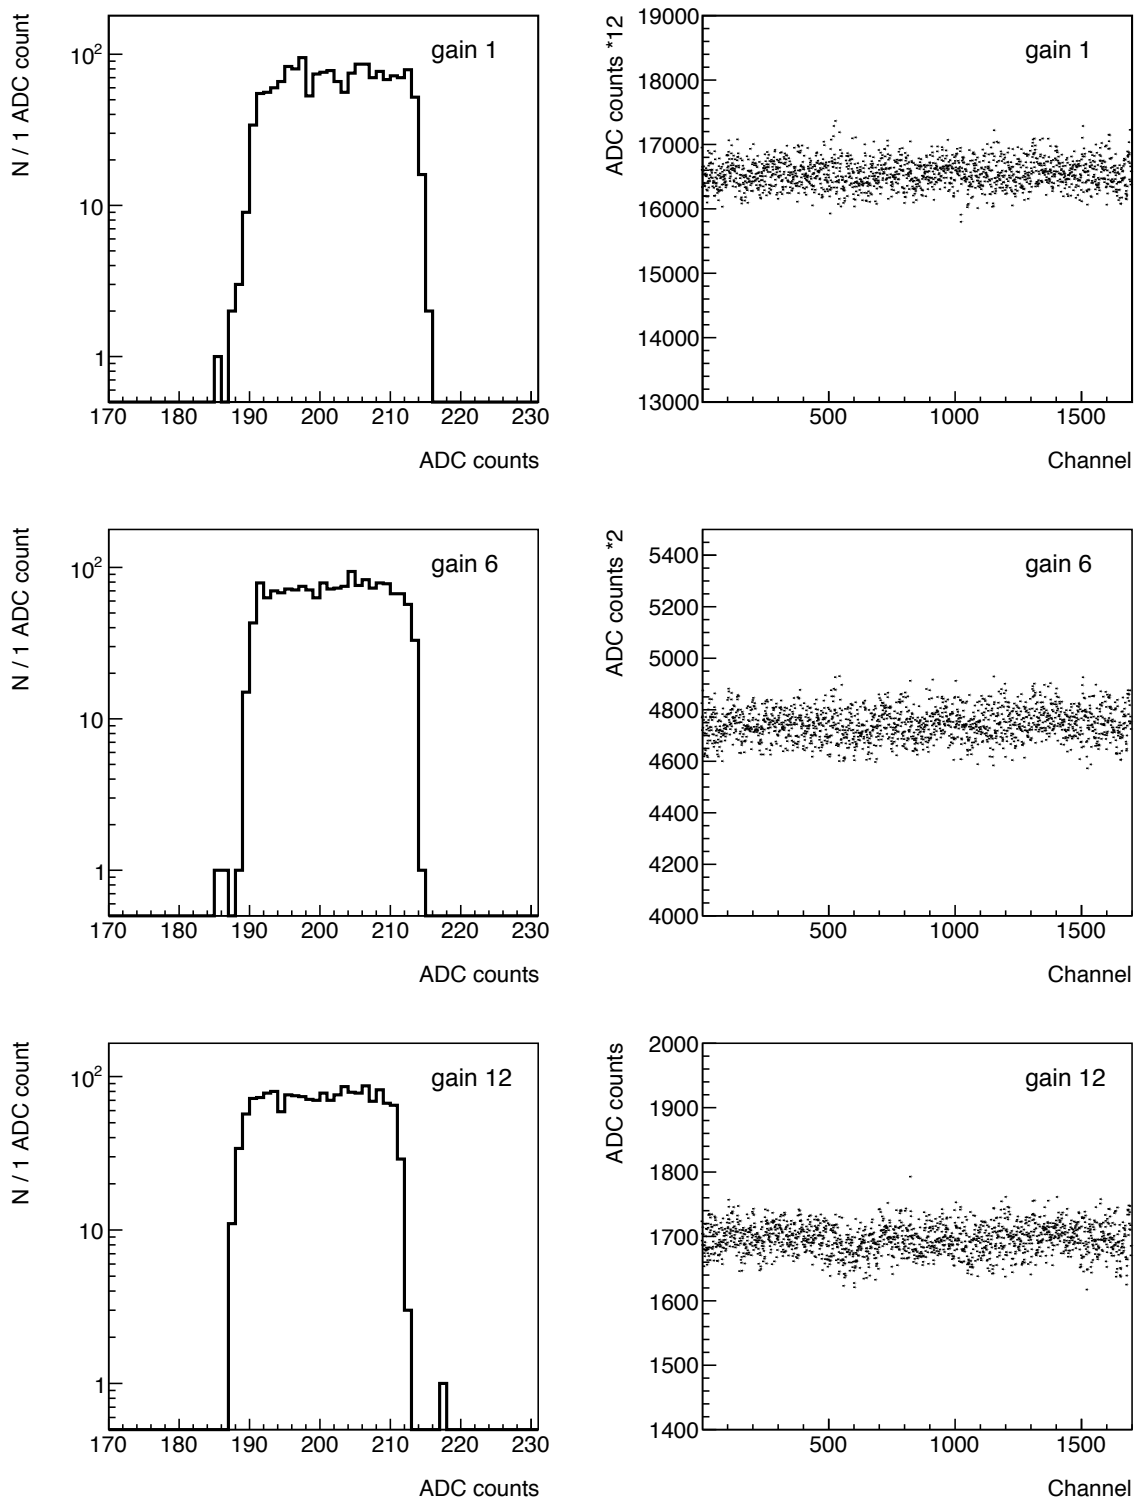 N / 1 ADC count
10²
10
1
gain 1
170 180 190 200 210 220 230
ADC counts
ADC counts *12
19000
18000
17000
16000
15000
14000
13000
gain 1
500 1000 1500
Channel
N / 1 ADC count
10²
10
1
gain 6
170 180 190 200 210 220 230
ADC counts
ADC counts *2
5400
5200
5000
4800
4600
4400
4200
4000
gain 6
500 1000 1500
Channel
N / 1 ADC count
10²
10
1
gain 12
170 180 190 200 210 220 230
ADC counts
ADC counts
2000
1900
1800
1700
1600
1500
1400
gain 12
500 1000 1500
Channel